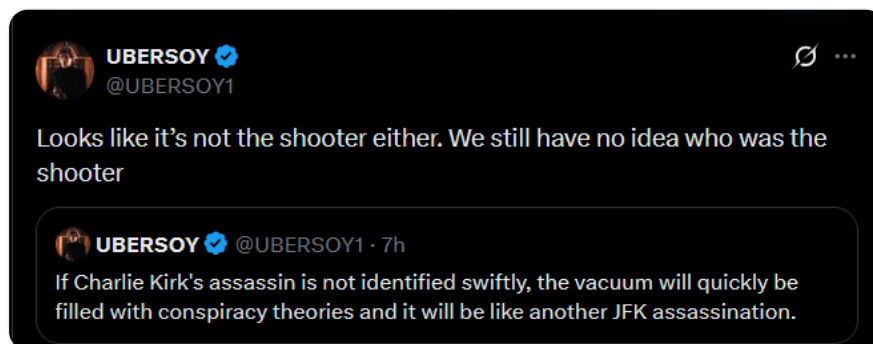 UBERSOY
@UBERSOY1
Looks like it’s not the shooter either. We still have no idea who was the
shooter
UBERSOY @UBERSOY1 · 7h
If Charlie Kirk's assassin is not identified swiftly, the vacuum will quickly be
filled with conspiracy theories and it will be like another JFK assassination.